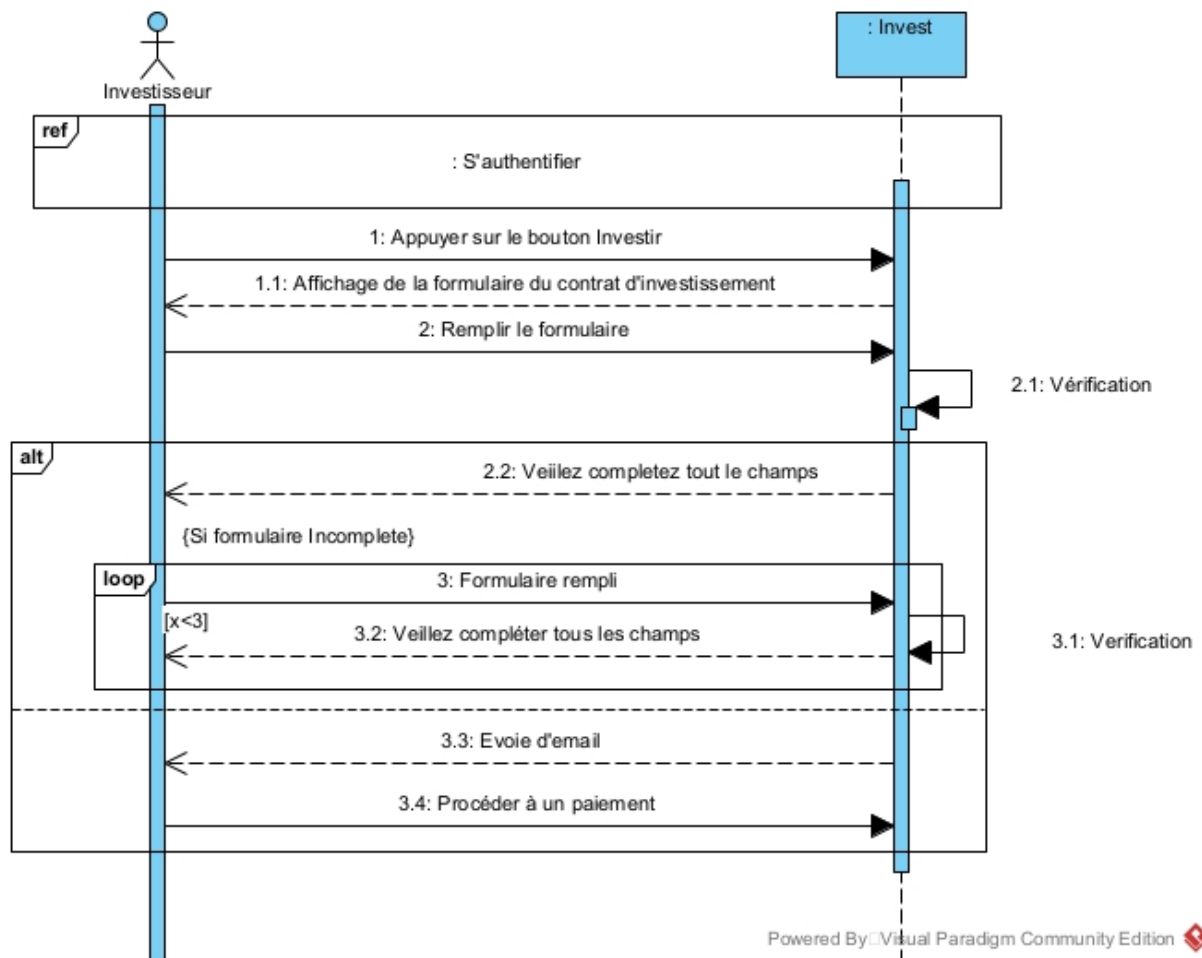 : Invest
Investisseur
ref
: S'authentifier
1: Appuyer sur le bouton Investir
1.1: Affichage de la formulaire du contrat d'investissement
2: Remplir le formulaire
2.1: Vérification
alt
2.2: Veiillez completez tout le champs
{Si formulaire Incomplete}
loop
3: Formulaire rempli
[x<3]
3.2: Veillez compléter tous les champs
3.1: Verification
3.3: Evoie d'email
3.4: Procéder à un paiement
Powered By Visual Paradigm Community Edition